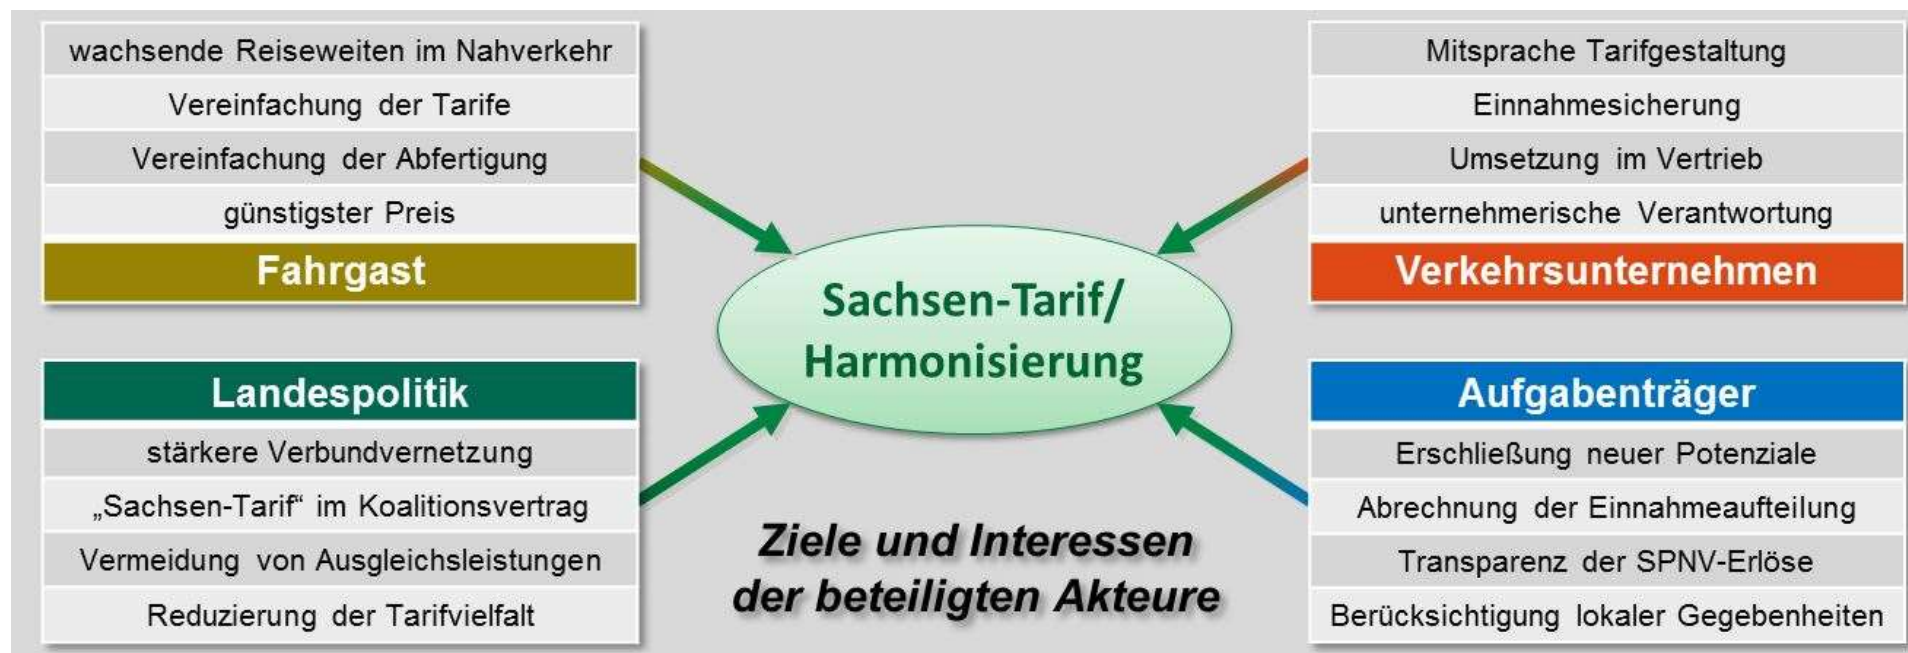 wachsende Reiseweiten im Nahverkehr
Vereinfachung der Tarife
Vereinfachung der Abfertigung
günstigster Preis
Fahrgast
Mitsprache Tarifgestaltung
Einnahmesicherung
Umsetzung im Vertrieb
unternehmerische Verantwortung
Verkehrsunternehmen
Sachsen-Tarif/
Harmonisierung
Landespolitik
stärkere Verbundvernetzung
„Sachsen-Tarif“ im Koalitionsvertrag
Vermeidung von Ausgleichsleistungen
Reduzierung der Tarifvielfalt
Ziele und Interessen
der beteiligten Akteure
Aufgabenträger
Erschließung neuer Potenziale
Abrechnung der Einnahmeaufteilung
Transparenz der SPNV-Erlöse
Berücksichtigung lokaler Gegebenheiten